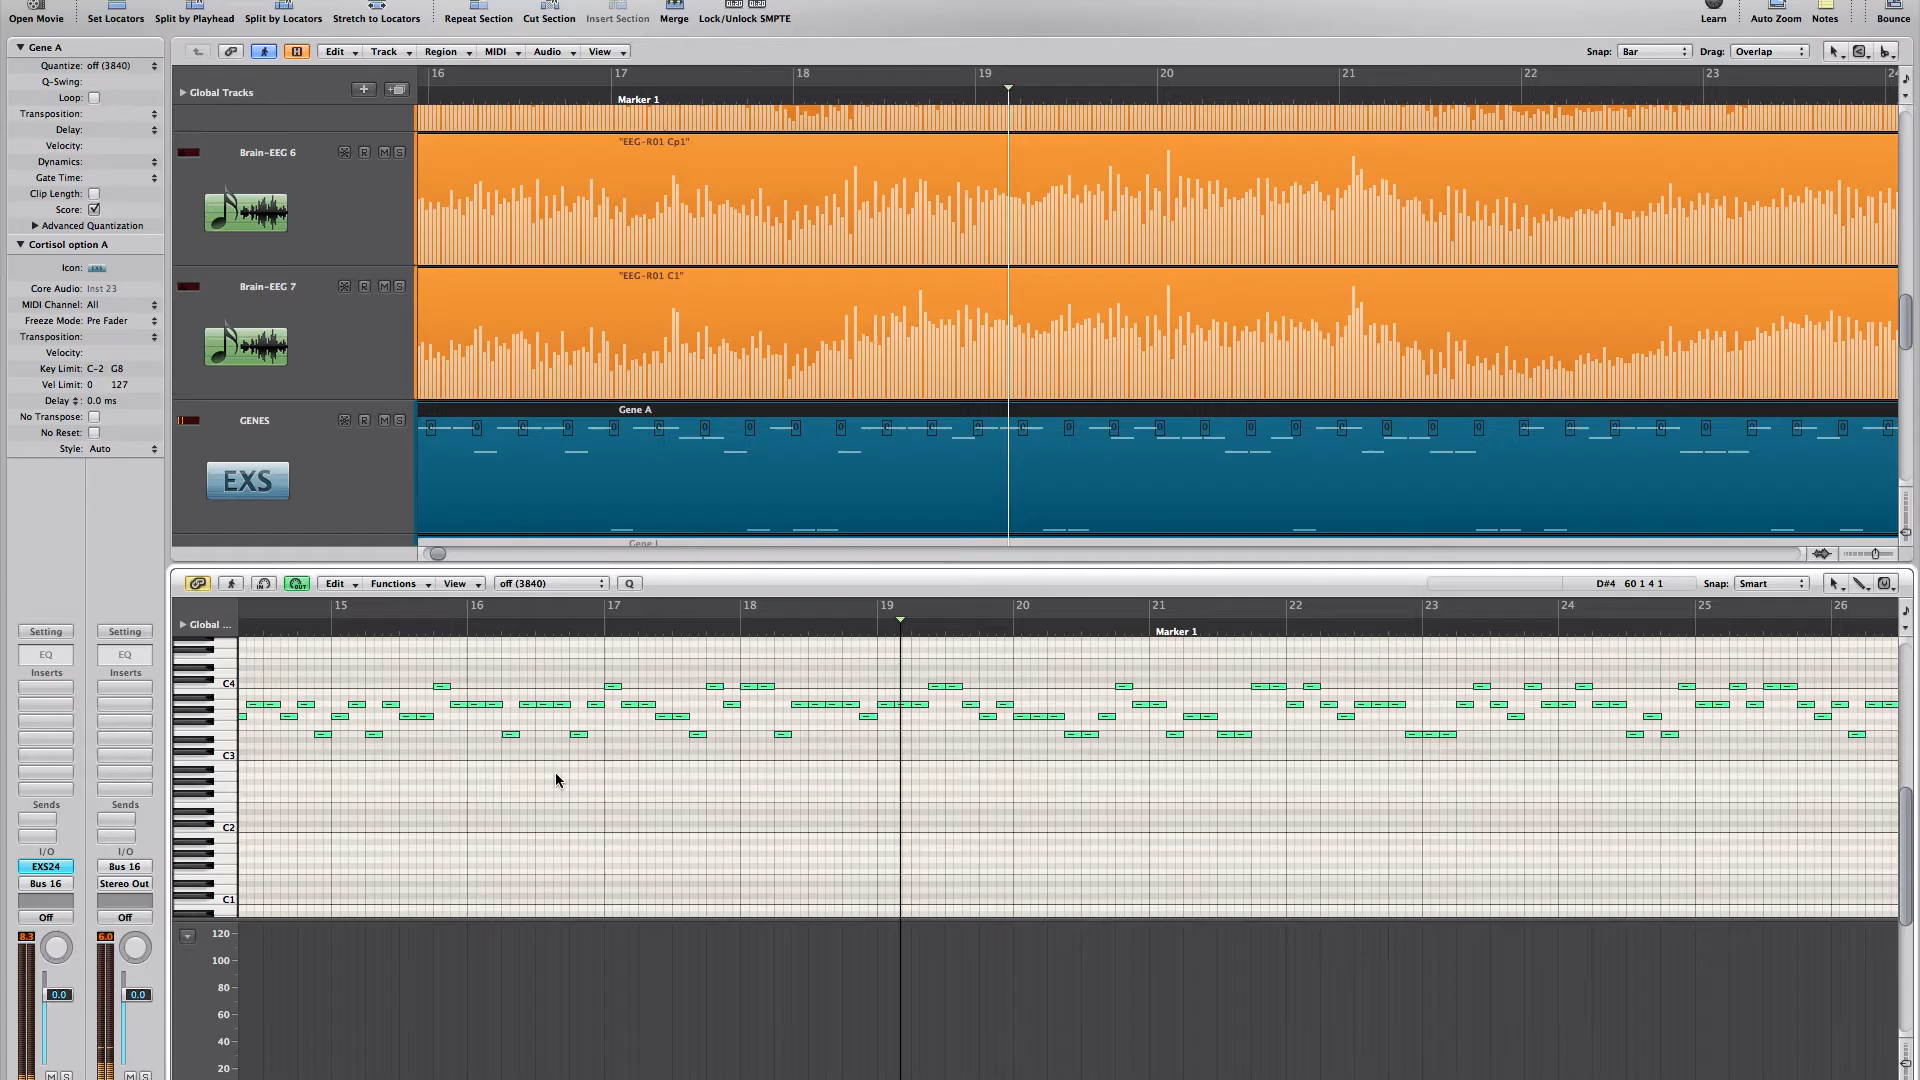 Open Movie Set Locators Split by Playhead Split by Locators Stretch to Locators Repeat Section Cut Section Insert Section Merge Lock/Unlock SMPTE Learn Auto Zoom Notes Bounce
Gene A
Quantize: off (3840)
Q-Swing:
Loop:
Transposition:
Delay:
Velocity:
Dynamics:
Gate Time:
Clip Length:
Score:
Advanced Quantization
Cortisol option A
Icon:
Core Audio: Inst 23
MIDI Channel: All
Freeze Mode: Pre Fader
Transposition:
Velocity:
Key Limit: C-2 G8
Vel Limit: 0 127
Delay: 0.0 ms
No Transpose:
No Reset:
Style: Auto
Edit Track Region MIDI Audio View Snap: Bar Drag: Overlap
16 17 18 19 20 21 22 23 24
Global Tracks
Marker 1
Brain-EEG 6 R M S
"EEG-R01 Cp1"
Brain-EEG 7 R M S
"EEG-R01 C1"
GENES R M S
Gene A
EXS
Edit Functions View off (3840) Q D#4 60 1 4 1 Snap: Smart
15 16 17 18 19 20 21 22 23 24 25 26
Global ...
Marker 1
C4
C3
C2
C1
120
100
80
60
40
20
Setting Setting
EQ EQ
Inserts Inserts
Sends Sends
I/O I/O
EXS24 Bus 16
Bus 16 Stereo Out
Off Off
8.3 6.0
0.0 0.0
M S M S